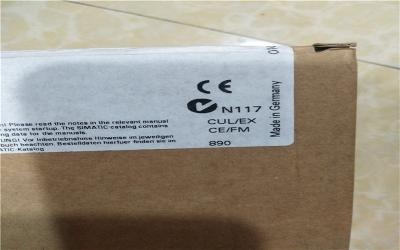 CE
N117
CUL/EX
CE/FM
890
Made in Germany
OK
! Please read the notes in the relevant manual
system startup. The SIMATIC-catalog contains
ing data for the manuals.
UNG! Vor Inbetriebnahme Hinweise im jeweiligen
buch beachten. Bestelldaten hierfuer finden sie im
ATIC-Katalog